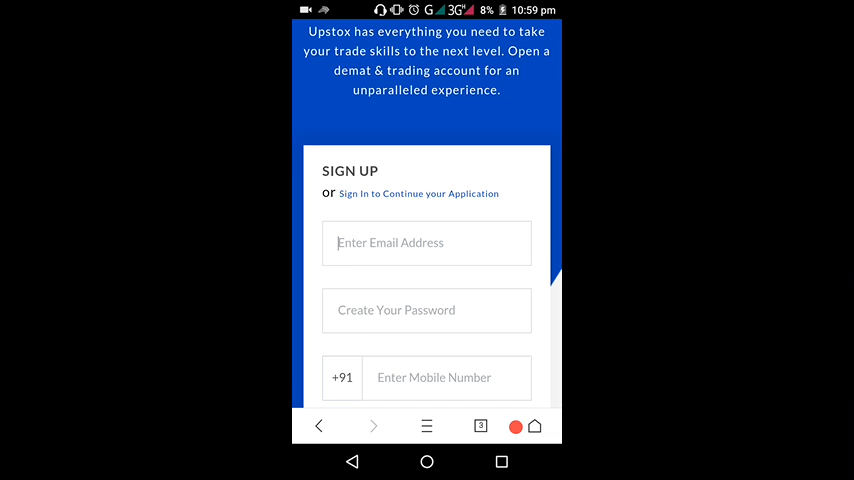 G 3G H 8% 10:59 pm
Upstox has everything you need to take
your trade skills to the next level. Open a
demat & trading account for an
unparalleled experience.
SIGN UP
or Sign In to Continue your Application
Enter Email Address
Create Your Password
+91 Enter Mobile Number
3